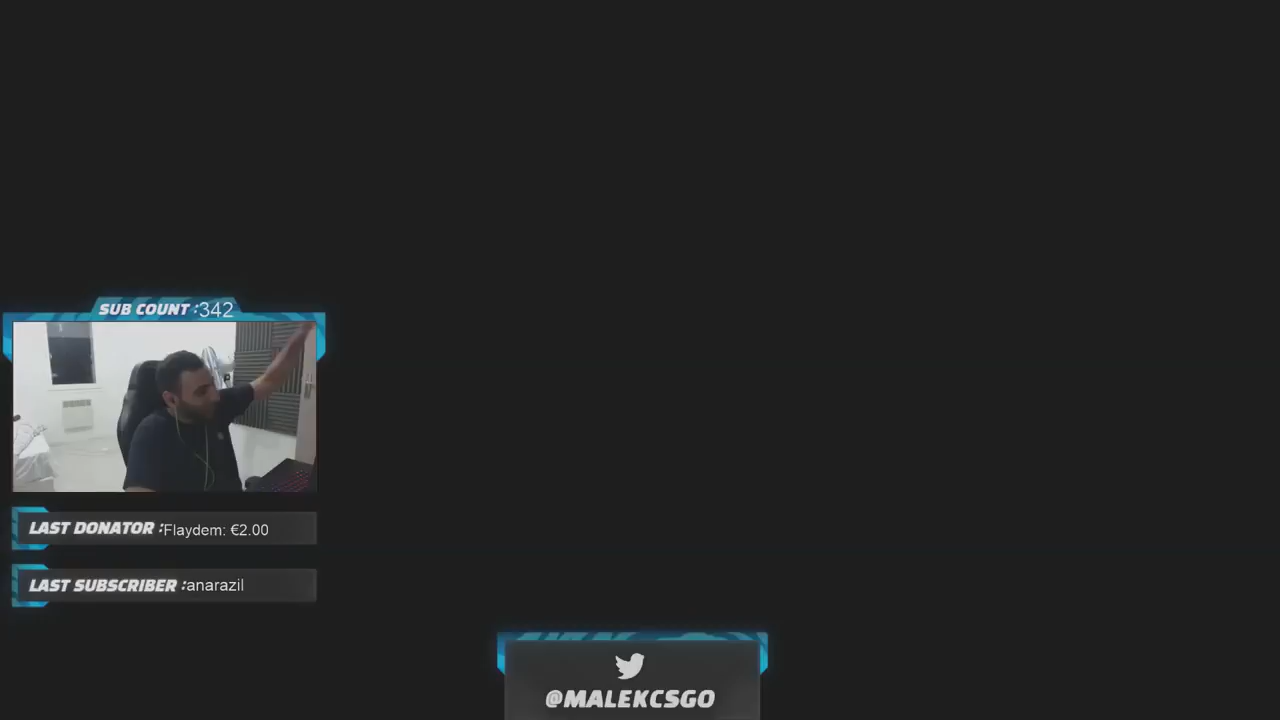 SUB COUNT :342
LAST DONATOR :Flaydem: €2.00
LAST SUBSCRIBER :anarazil
@MALEKCSGO